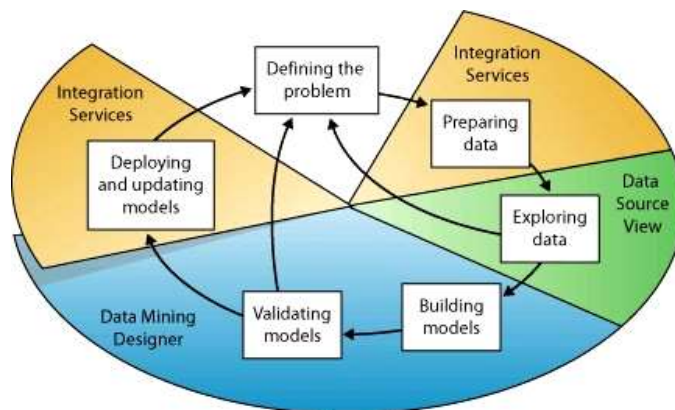 Defining the
problem
Integration
Services
Preparing
data
Data
Source
View
Exploring
data
Building
models
Validating
models
Data Mining
Designer
Deploying
and updating
models
Integration
Services